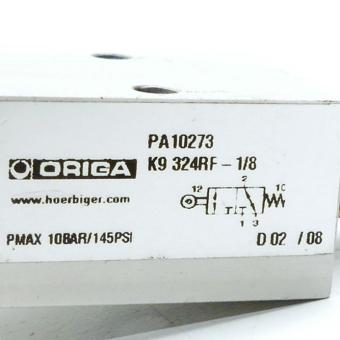 PA10273
ORIGA K9 324RF-1/8
www.hoerbiger.com
12 2 10
1 3
PMAX 10BAR/145PSI D 02 / 08